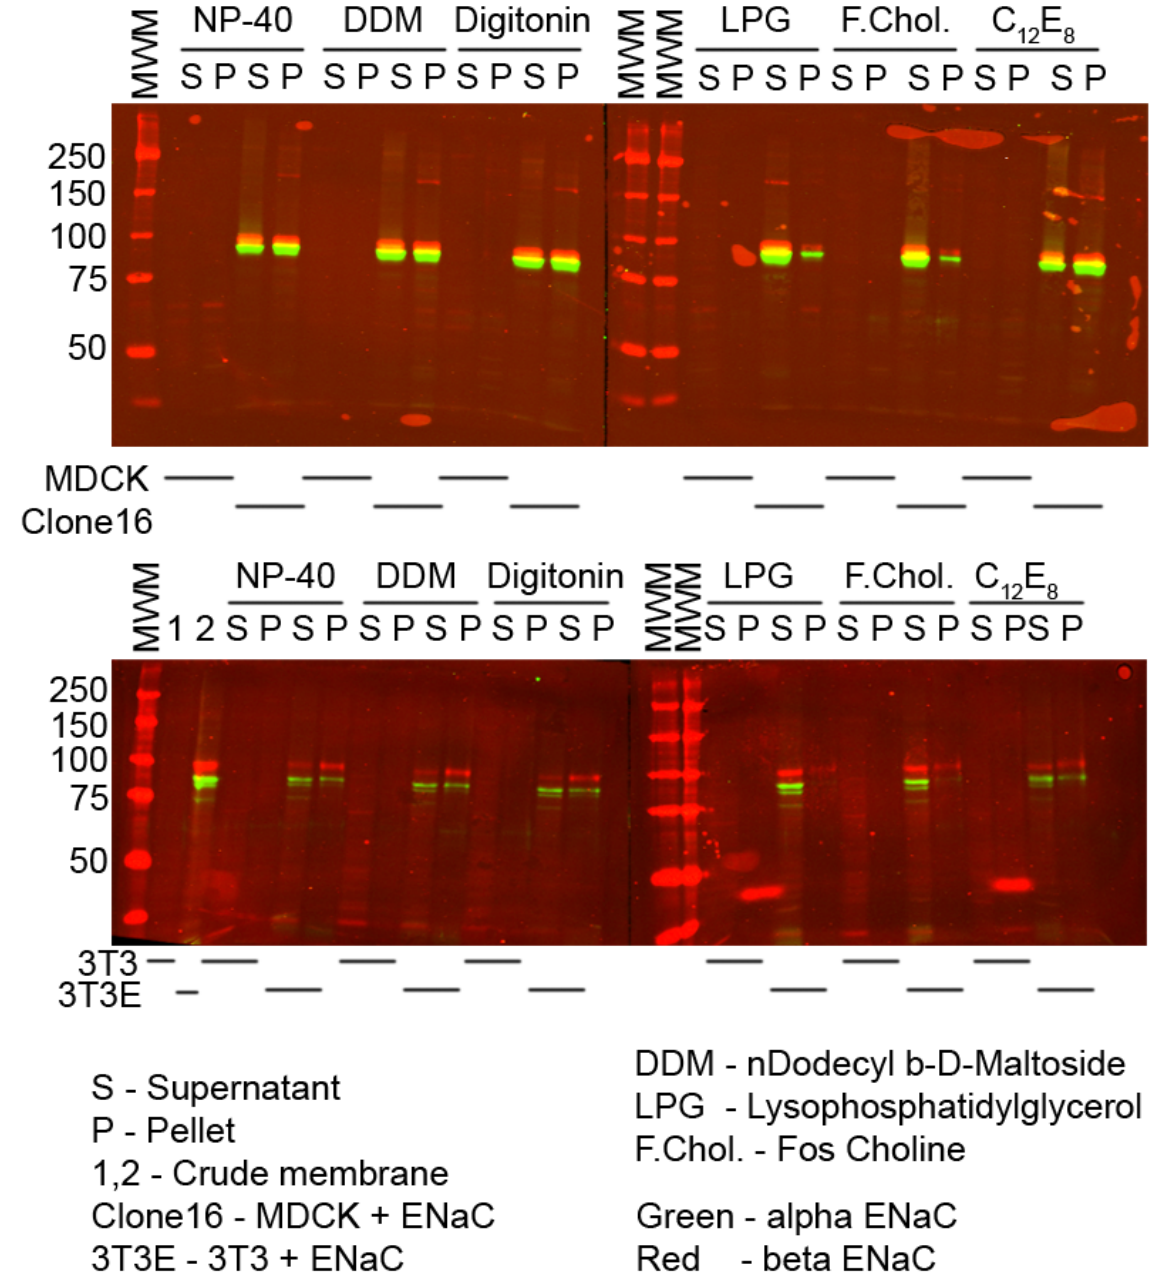 NP-40 DDM Digitonin LPG F.Chol. C12E8
MWM S P S P S P S P S P S P MWM MWM S P S P S P S P S P S P
250
150
100
75
50
MDCK
Clone16
NP-40 DDM Digitonin LPG F.Chol. C12E8
MWM 1 2 S P S P S P S P S P S P MWM MWM S P S P S P S P S P S P
250
150
100
75
50
3T3
3T3E
S - Supernatant
P - Pellet
1,2 - Crude membrane
Clone16 - MDCK + ENaC
3T3E - 3T3 + ENaC
DDM - nDodecyl b-D-Maltoside
LPG - Lysophosphatidylglycerol
F.Chol. - Fos Choline
Green - alpha ENaC
Red - beta ENaC